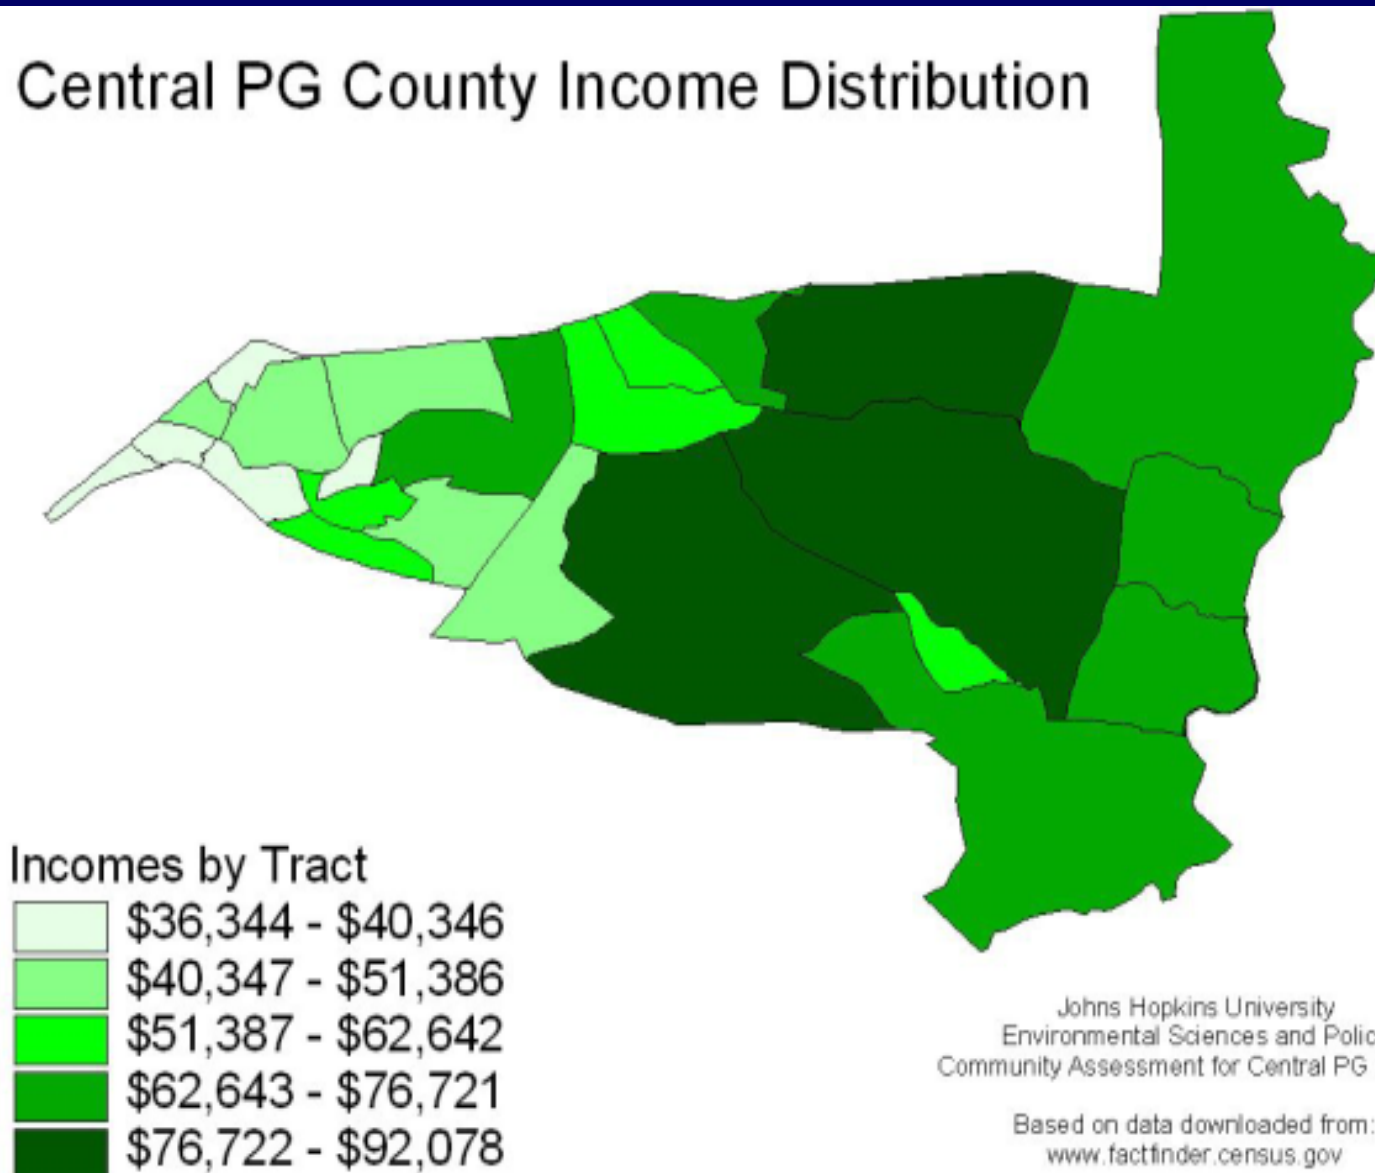 Central PG County Income Distribution
Incomes by Tract
$36,344 - $40,346
$40,347 - $51,386
$51,387 - $62,642
$62,643 - $76,721
$76,722 - $92,078
Johns Hopkins University
Environmental Sciences and Polic
Community Assessment for Central PG
Based on data downloaded from:
www.factfinder.census.gov